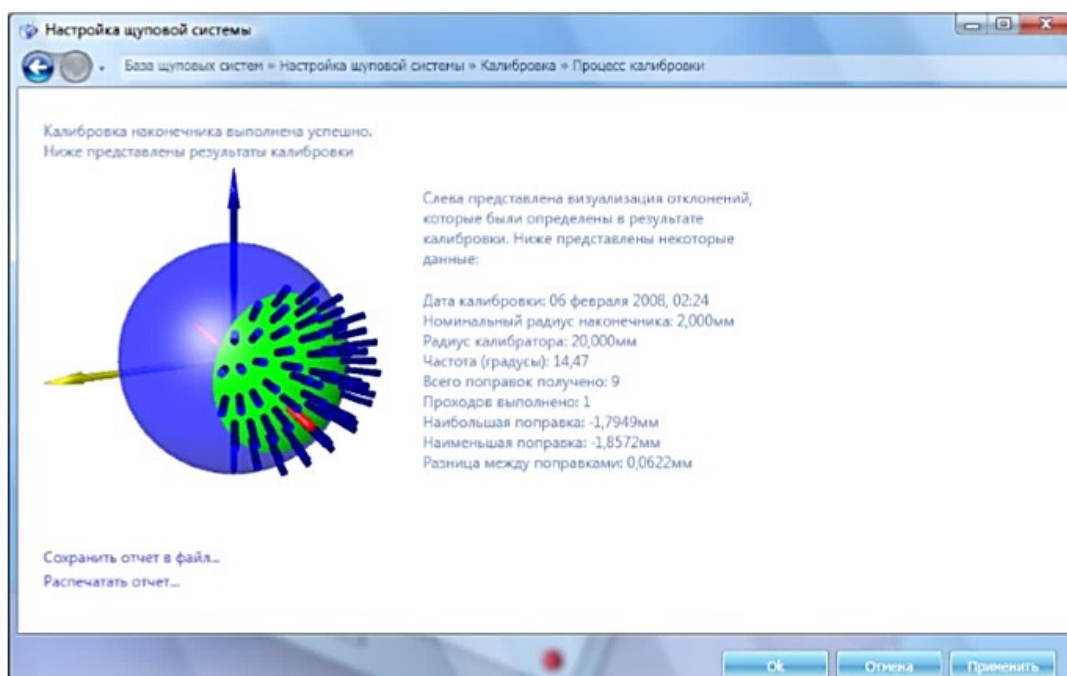 Настройка щуповой системы
База щуповых систем » Настройка щуповой системы » Калибровка » Процесс калибровки
Калибровка наконечника выполнена успешно.
Ниже представлены результаты калибровки
Слева представлена визуализация отклонений,
которые были определены в результате
калибровки. Ниже представлены некоторые
данные:
Дата калибровки: 06 февраля 2008, 02:24
Номинальный радиус наконечника: 2,000мм
Радиус калибратора: 20,000мм
Частота (градусы): 14,47
Всего поправок получено: 9
Проходов выполнено: 1
Наибольшая поправка: -1,7949мм
Наименьшая поправка: -1,8572мм
Разница между поправками: 0,0622мм
Сохранить отчет в файл...
Распечатать отчет...
Ok
Отмена
Применить